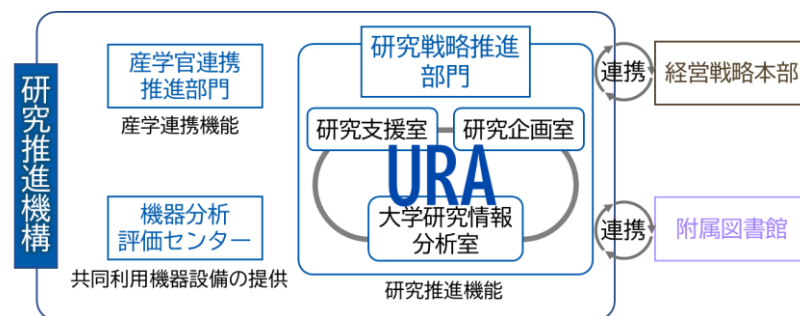 研究推進機構
産学官連携
推進部門
産学連携機能
機器分析
評価センター
共同利用機器設備の提供
研究戦略推進
部門
研究支援室
研究企画室
URA
大学研究情報
分析室
研究推進機能
連携
経営戦略本部
連携
附属図書館